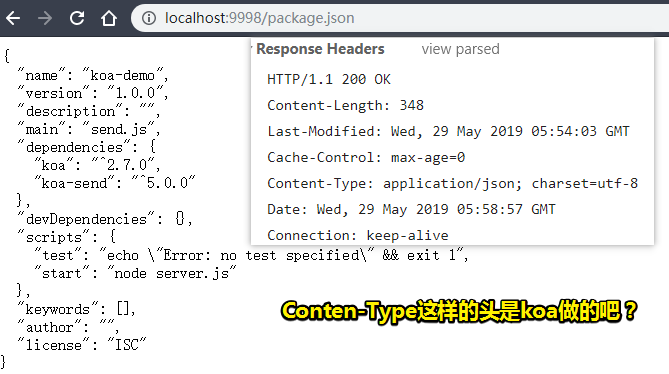 localhost:9998/package.json
{
"name": "koa-demo",
"version": "1.0.0",
"description": "",
"main": "send.js",
"dependencies": {
"koa": "^2.7.0",
"koa-send": "^5.0.0"
},
"devDependencies": {},
"scripts": {
"test": "echo \"Error: no test specified\" && exit 1",
"start": "node server.js"
},
"keywords": [],
"author": "",
"license": "ISC"
}
Response Headers view parsed
HTTP/1.1 200 OK
Content-Length: 348
Last-Modified: Wed, 29 May 2019 05:54:03 GMT
Cache-Control: max-age=0
Content-Type: application/json; charset=utf-8
Date: Wed, 29 May 2019 05:58:57 GMT
Connection: keep-alive
Conten-Type这样的头是koa做的吧？